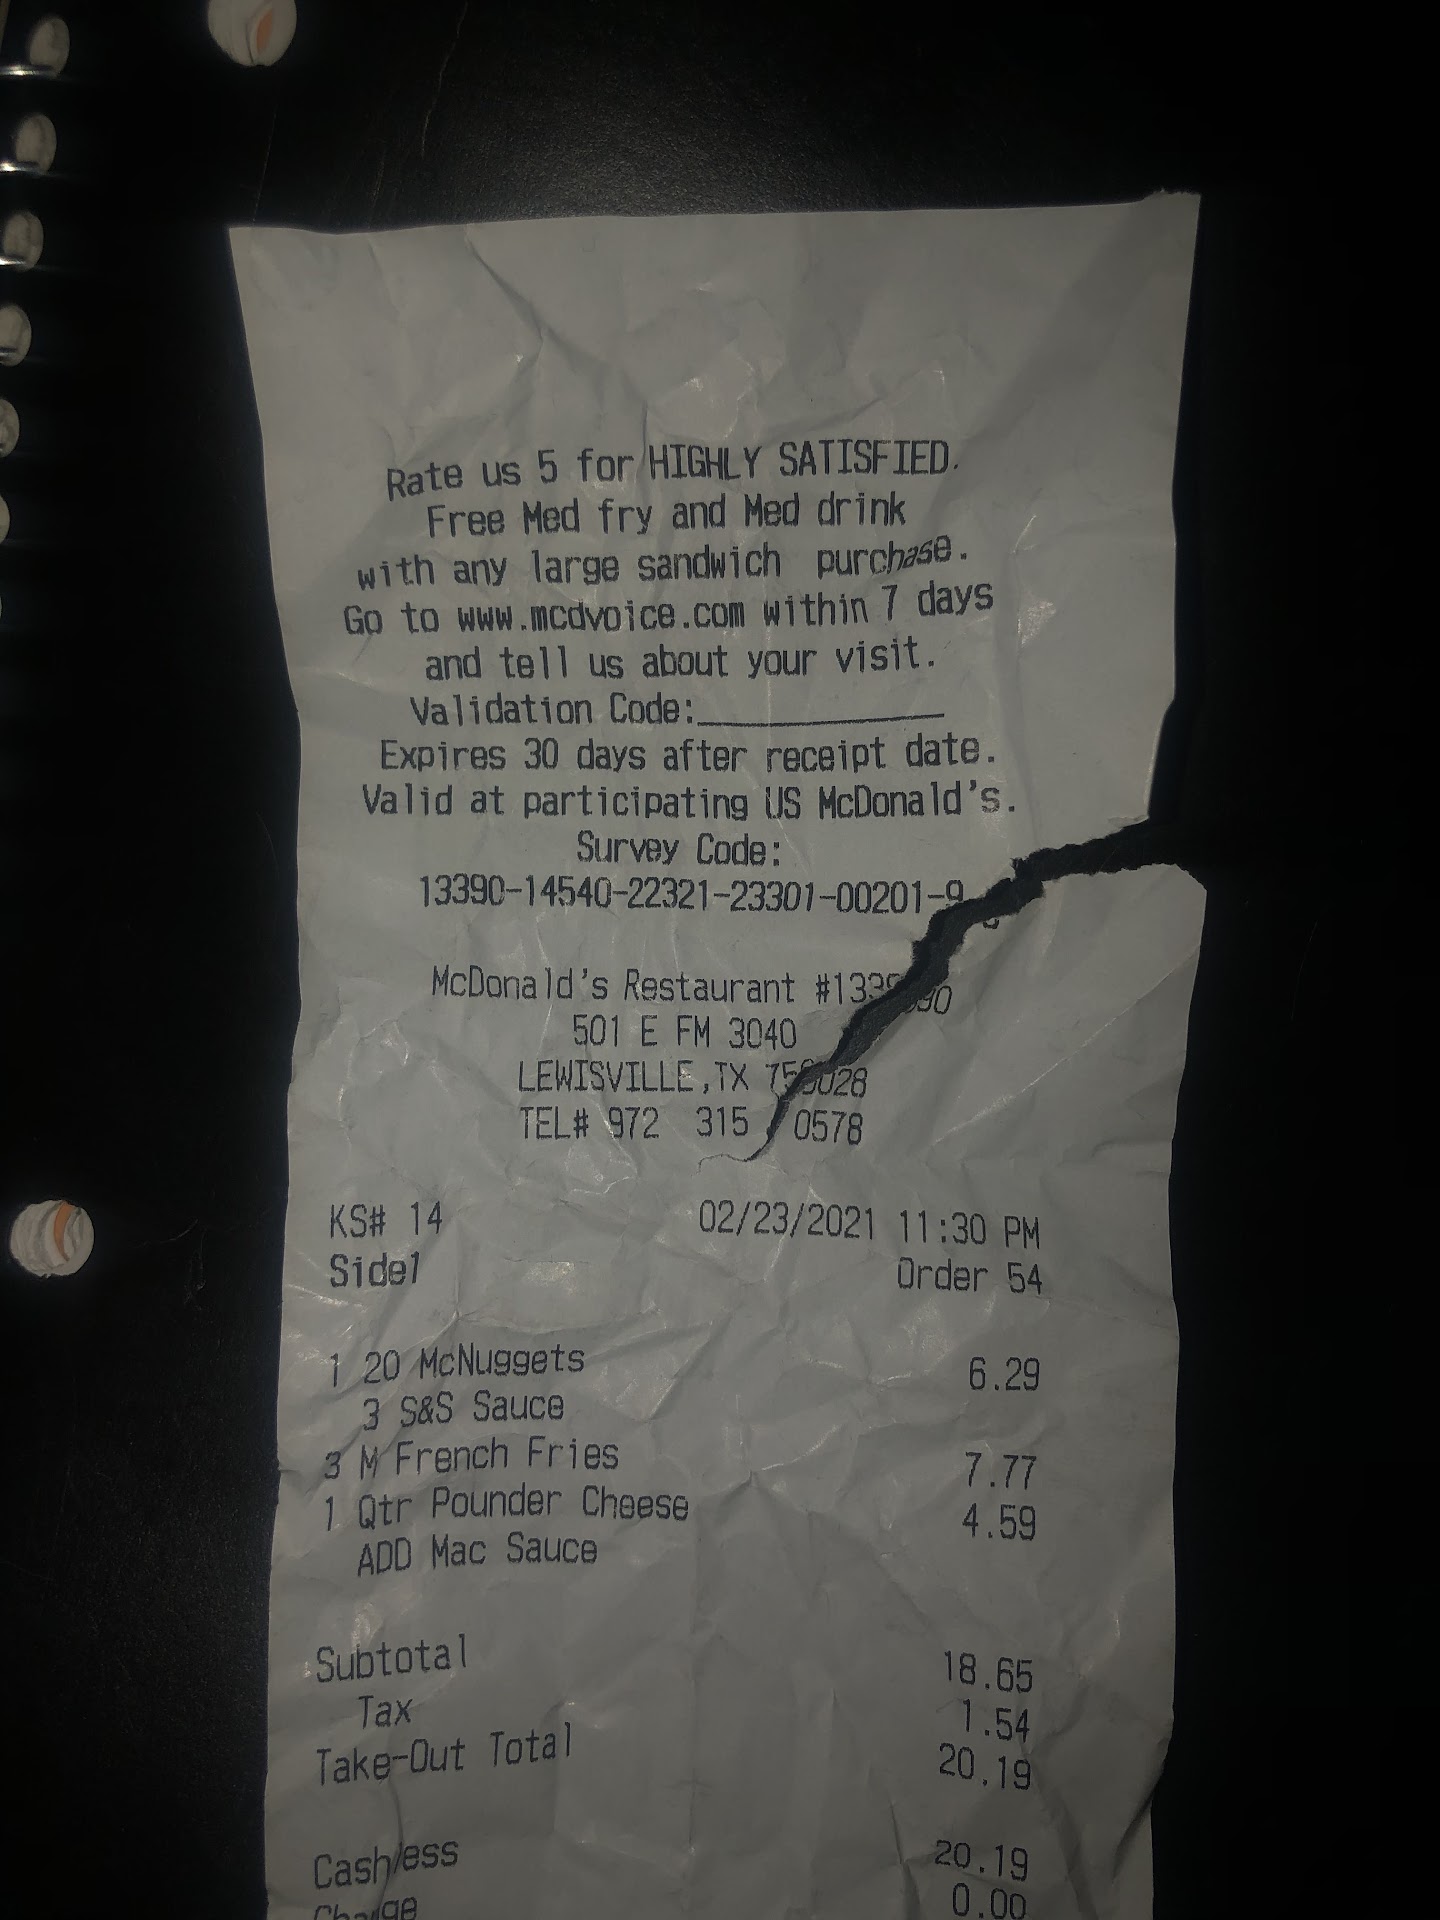 Rate us 5 for HIGHLY SATISFIED.
Free Med fry and Med drink
with any large sandwich purchase.
Go to www.mcdvoice.com within 7 days
and tell us about your visit.
Validation Code:____________
Expires 30 days after receipt date.
Valid at participating US McDonald's.
Survey Code:
13390-14540-22321-23301-00201-9
McDonald's Restaurant #13390
501 E FM 3040
LEWISVILLE,TX 75028
TEL# 972 315 0578
KS# 14 02/23/2021 11:30 PM
Side1 Order 54
1 20 McNuggets 6.29
3 S&S Sauce
3 M French Fries 7.77
1 Qtr Pounder Cheese 4.59
ADD Mac Sauce
Subtotal 18.65
Tax 1.54
Take-Out Total 20.19
Cashless 20.19
Change 0.00